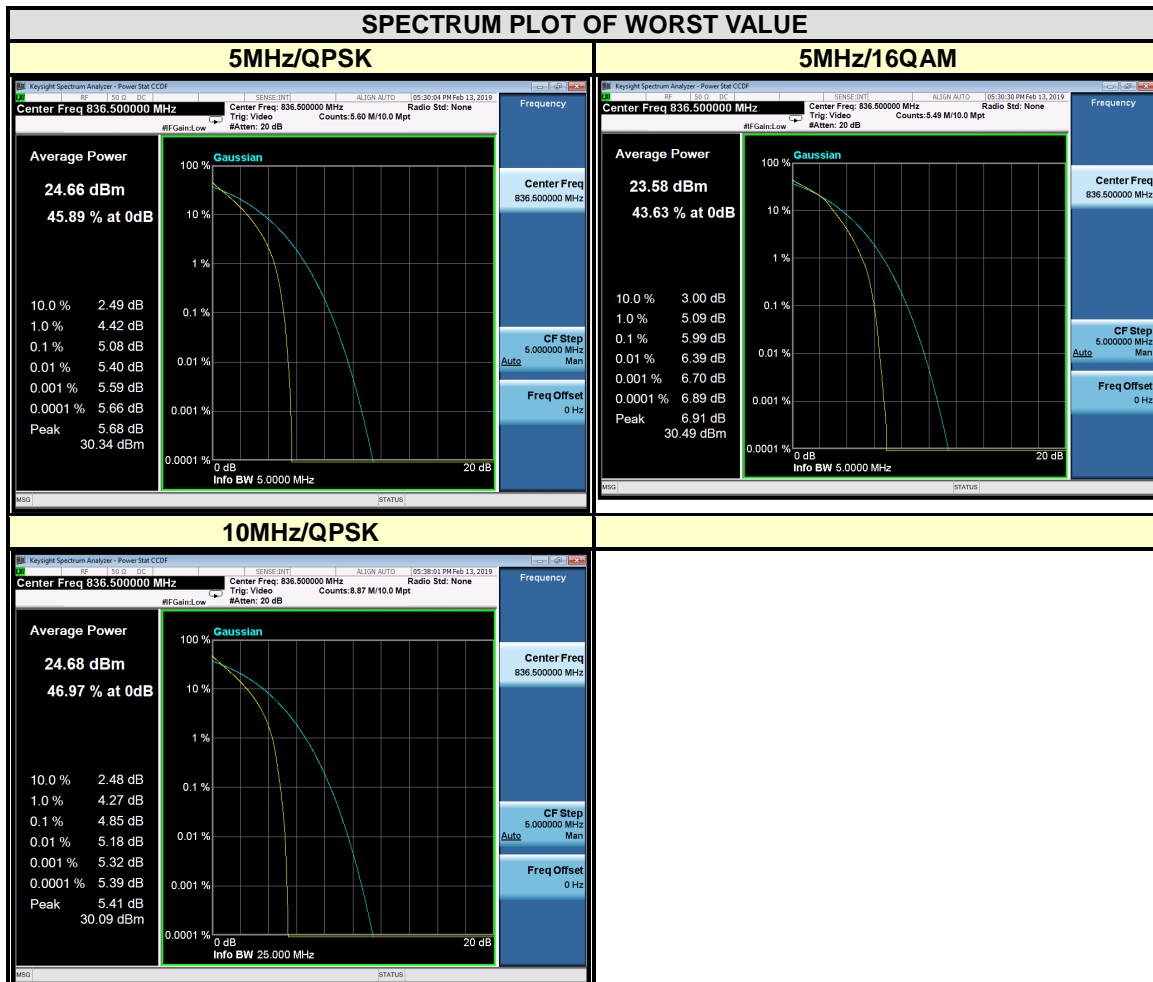 SPECTRUM PLOT OF WORST VALUE
5MHz/QPSK
Keysight Spectrum Analyzer - Power Stat CCDF
RF 50 Ω DC SENSE:INT ALIGN AUTO 05:30:04 PM Feb 13, 2019
Center Freq 836.500000 MHz
Center Freq: 836.500000 MHz Radio Std: None
Trig: Video Counts:5.60 M/10.0 Mpt
#IFGain:Low #Atten: 20 dB
Average Power
24.66 dBm
45.89 % at 0dB
10.0 % 2.49 dB
1.0 % 4.42 dB
0.1 % 5.08 dB
0.01 % 5.40 dB
0.001 % 5.59 dB
0.0001 % 5.66 dB
Peak 5.68 dB
30.34 dBm
Gaussian
100 %
10 %
1 %
0.1 %
0.01 %
0.001 %
0.0001 %
0 dB 20 dB
Info BW 5.0000 MHz
Frequency
Center Freq
836.500000 MHz
CF Step
5.000000 MHz
Auto Man
Freq Offset
0 Hz
MSG STATUS
5MHz/16QAM
Keysight Spectrum Analyzer - Power Stat CCDF
RF 50 Ω DC SENSE:INT ALIGN AUTO 05:30:30 PM Feb 13, 2019
Center Freq 836.500000 MHz
Center Freq: 836.500000 MHz Radio Std: None
Trig: Video Counts:5.49 M/10.0 Mpt
#IFGain:Low #Atten: 20 dB
Average Power
23.58 dBm
43.63 % at 0dB
10.0 % 3.00 dB
1.0 % 5.09 dB
0.1 % 5.99 dB
0.01 % 6.39 dB
0.001 % 6.70 dB
0.0001 % 6.89 dB
Peak 6.91 dB
30.49 dBm
Gaussian
100 %
10 %
1 %
0.1 %
0.01 %
0.001 %
0.0001 %
0 dB 20 dB
Info BW 5.0000 MHz
Frequency
Center Freq
836.500000 MHz
CF Step
5.000000 MHz
Auto Man
Freq Offset
0 Hz
MSG STATUS
10MHz/QPSK
Keysight Spectrum Analyzer - Power Stat CCDF
RF 50 Ω DC SENSE:INT ALIGN AUTO 05:38:01 PM Feb 13, 2019
Center Freq 836.500000 MHz
Center Freq: 836.500000 MHz Radio Std: None
Trig: Video Counts:8.87 M/10.0 Mpt
#IFGain:Low #Atten: 20 dB
Average Power
24.68 dBm
46.97 % at 0dB
10.0 % 2.48 dB
1.0 % 4.27 dB
0.1 % 4.85 dB
0.01 % 5.18 dB
0.001 % 5.32 dB
0.0001 % 5.39 dB
Peak 5.41 dB
30.09 dBm
Gaussian
100 %
10 %
1 %
0.1 %
0.01 %
0.001 %
0.0001 %
0 dB 20 dB
Info BW 25.000 MHz
Frequency
Center Freq
836.500000 MHz
CF Step
5.000000 MHz
Auto Man
Freq Offset
0 Hz
MSG STATUS